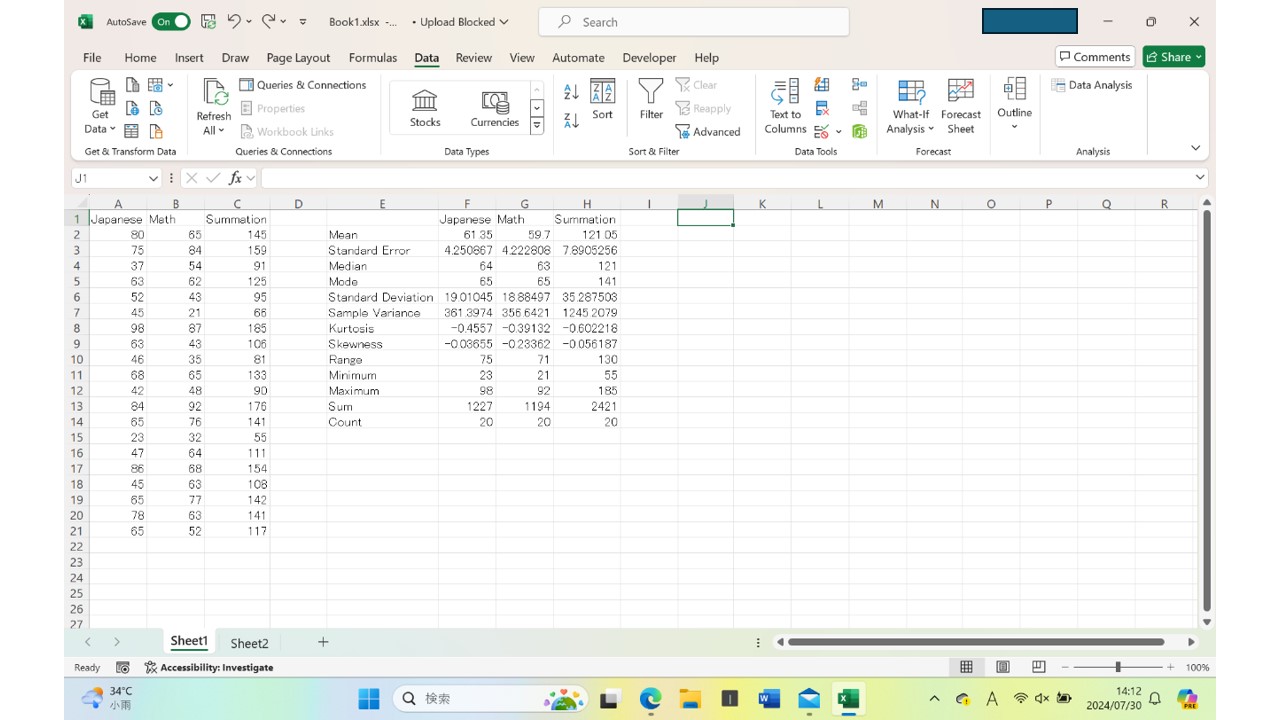 AutoSave On Book1.xlsx -... • Upload Blocked Search
File Home Insert Draw Page Layout Formulas Data Review View Automate Developer Help Comments Share
Get Data
Refresh All
Queries & Connections
Properties
Workbook Links
Stocks
Currencies
Sort
Filter
Clear
Reapply
Advanced
Text to Columns
What-If Analysis
Forecast Sheet
Outline
Data Analysis
Get & Transform Data Queries & Connections Data Types Sort & Filter Data Tools Forecast Analysis
J1 fx
A B C D E F G H I J K L M N O P Q R
1 Japanese Math Summation Japanese Math Summation
2 80 65 145 Mean 61.35 59.7 121.05
3 75 84 159 Standard Error 4.250867 4.222808 7.8905256
4 37 54 91 Median 64 63 121
5 63 62 125 Mode 65 65 141
6 52 43 95 Standard Deviation 19.01045 18.88497 35.287503
7 45 21 66 Sample Variance 361.3974 356.6421 1245.2079
8 98 87 185 Kurtosis -0.4557 -0.39132 -0.602218
9 63 43 106 Skewness -0.03655 -0.23362 -0.056187
10 46 35 81 Range 75 71 130
11 68 65 133 Minimum 23 21 55
12 42 48 90 Maximum 98 92 185
13 84 92 176 Sum 1227 1194 2421
14 65 76 141 Count 20 20 20
15 23 32 55
16 47 64 111
17 86 68 154
18 45 63 108
19 65 77 142
20 78 63 141
21 65 52 117
22
23
24
25
26
27
Sheet1 Sheet2
Ready Accessibility: Investigate 100%
34°C
小雨
検索
A
14:12
2024/07/30
PRE